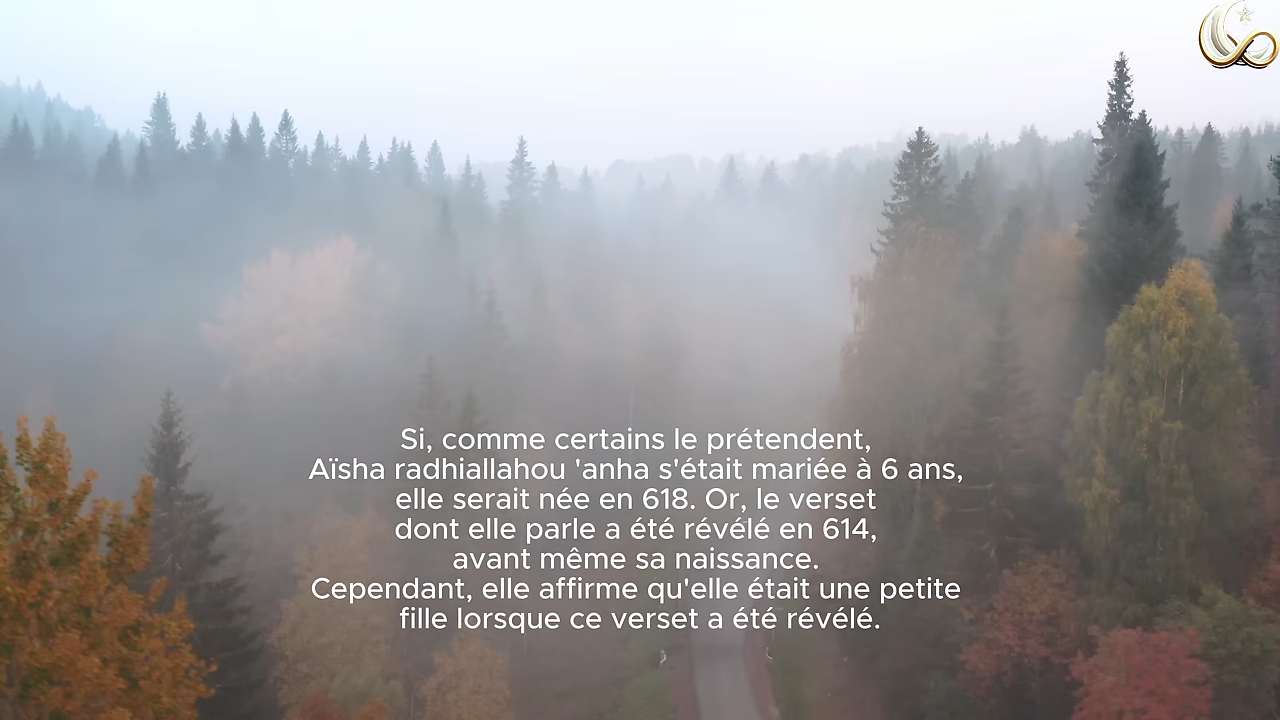 Si, comme certains le prétendent,
Aïsha radhiallahou 'anha s'était mariée à 6 ans,
elle serait née en 618. Or, le verset
dont elle parle a été révélé en 614,
avant même sa naissance.
Cependant, elle affirme qu'elle était une petite
fille lorsque ce verset a été révélé.